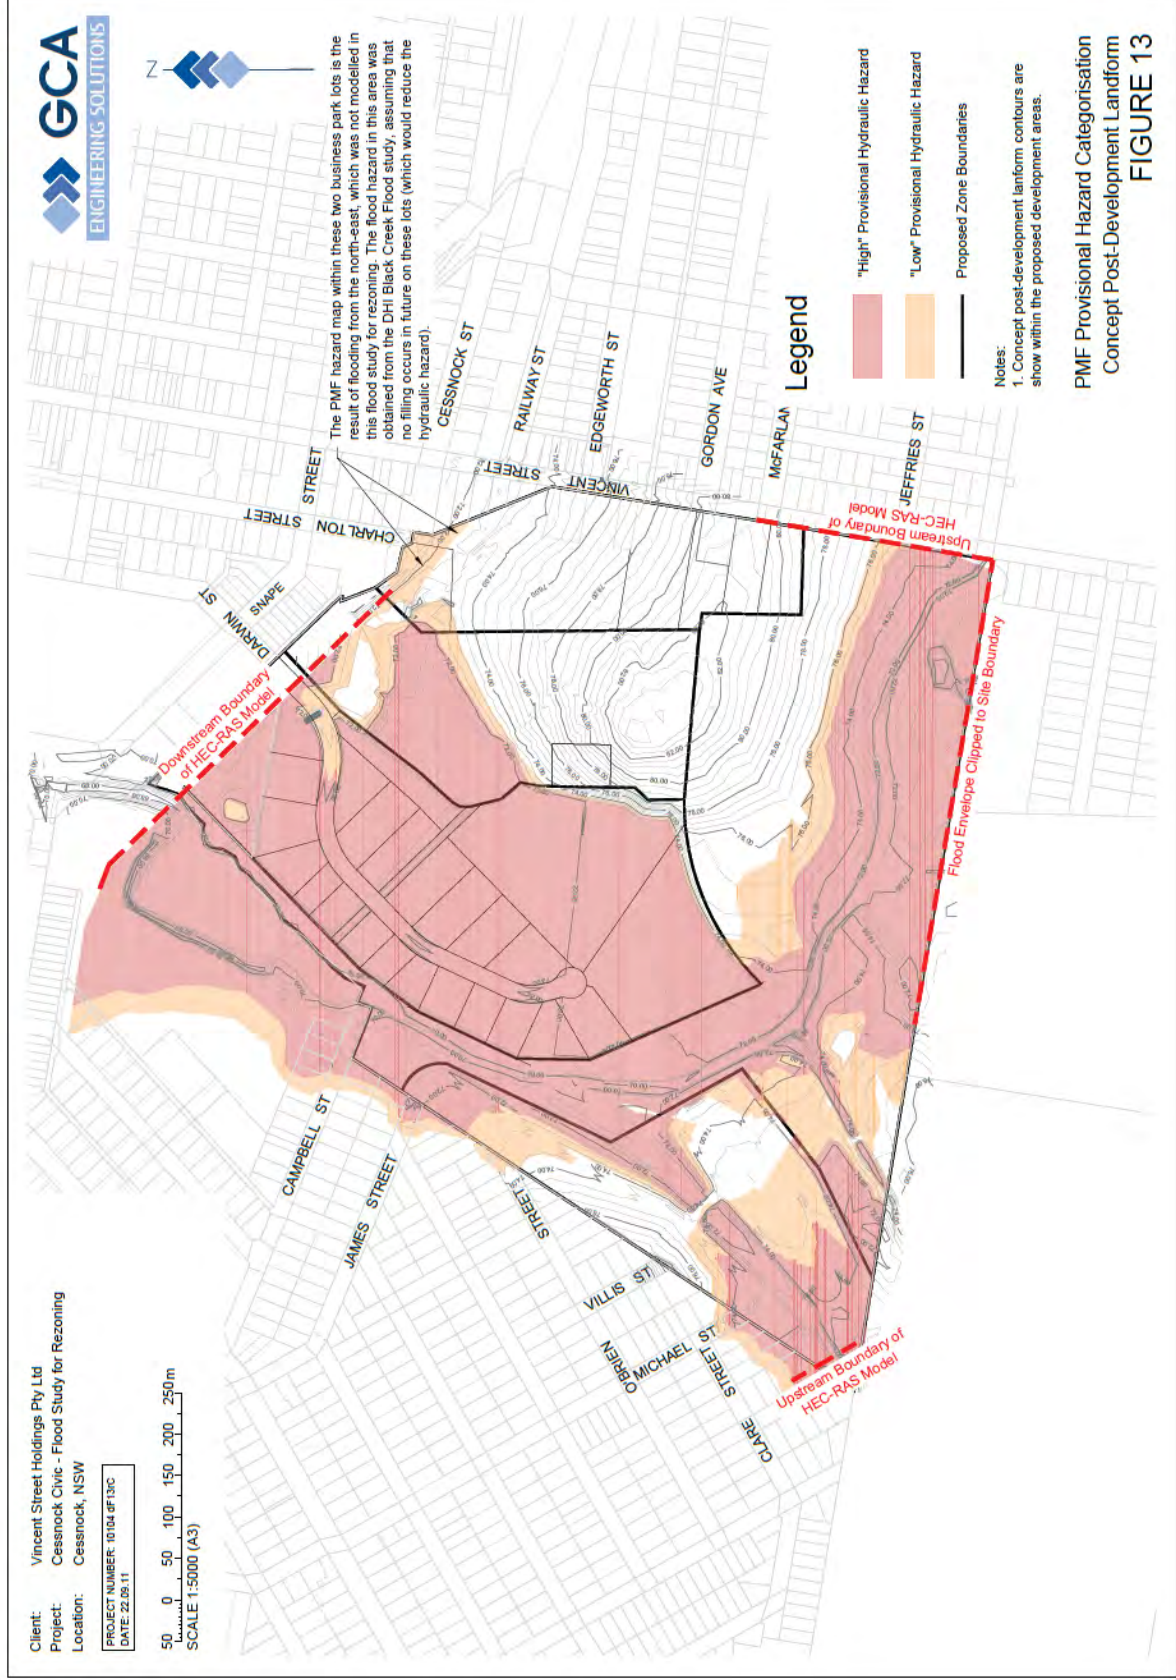 Client: Vincent Street Holdings Pty Ltd
Project: Cessnock Civic - Flood Study for Rezoning
Location: Cessnock, NSW
PROJECT NUMBER: 10104 dF13rC
DATE: 22.09.11
50 0 50 100 150 200 250m
SCALE 1:5000 (A3)
GCA
ENGINEERING SOLUTIONS
Z
The PMF hazard map within these two business park lots is the
result of flooding from the north-east, which was not modelled in
this flood study for rezoning. The flood hazard in this area was
obtained from the DHI Black Creek Flood study, assuming that
no filling occurs in future on these lots (which would reduce the
hydraulic hazard).
Downstream Boundary
of HEC-RAS Model
DARWIN ST
SNAPE
STREET
CHARLTON STREET
CESSNOCK ST
RAILWAY ST
EDGEWORTH ST
VINCENT STREET
GORDON AVE
McFARLAN
JEFFRIES ST
Upstream Boundary of
HEC-RAS Model
Flood Envelope Clipped to Site Boundary
CAMPBELL ST
JAMES STREET
STREET
VILLIS ST
O'BRIEN
MICHAEL ST
STREET
CLARE
Upstream Boundary of
HEC-RAS Model
Legend
"High" Provisional Hydraulic Hazard
"Low" Provisional Hydraulic Hazard
Proposed Zone Boundaries
Notes:
1. Concept post-development lanform contours are
show within the proposed development areas.
PMF Provisional Hazard Categorisation
Concept Post-Development Landform
FIGURE 13